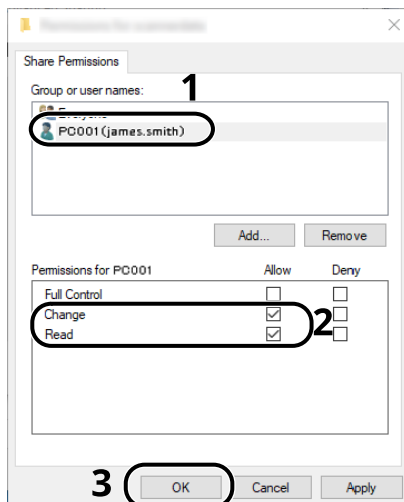 Share Permissions
1
Group or user names:
Everyone
PC001(james.smith)
Add... Remove
Permissions for PC001 Allow Deny
Full Control
Change
2
Read
3
OK Cancel Apply